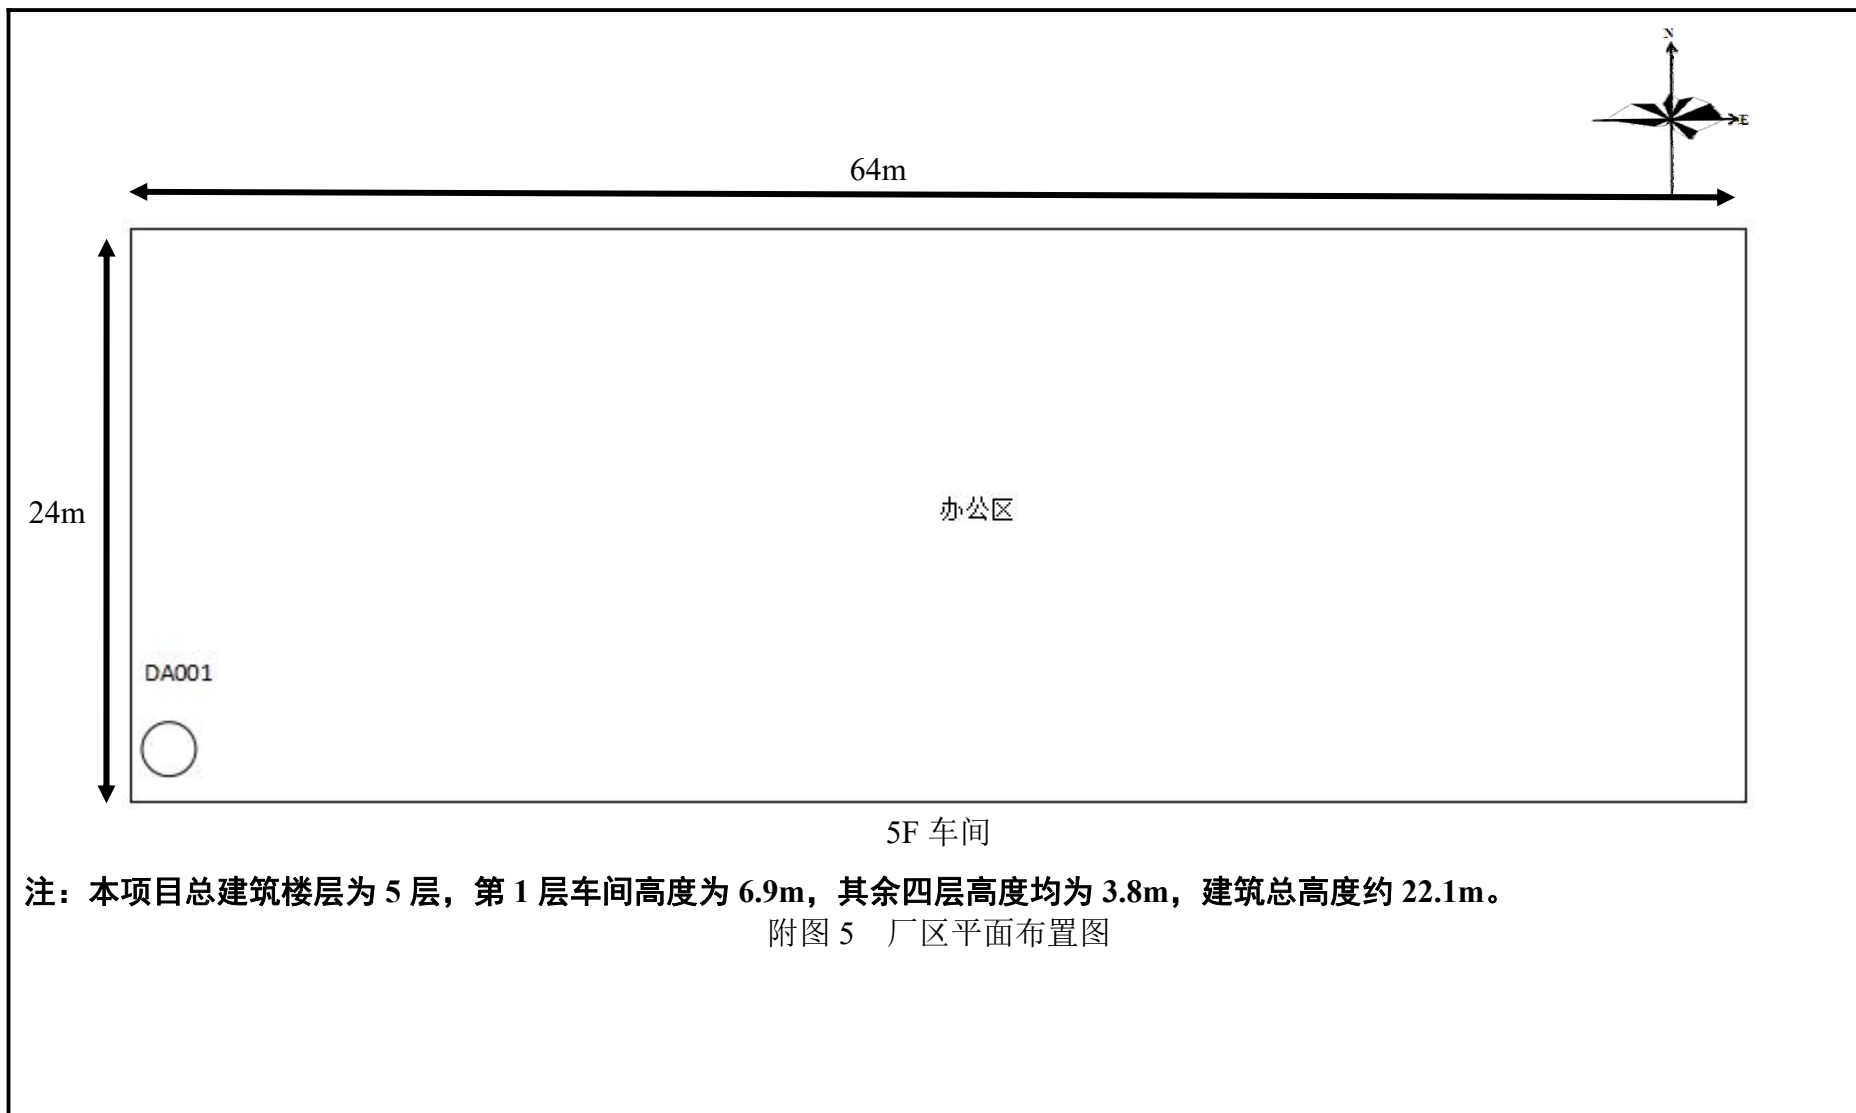 N
E
64m
24m
办公区
DA001
5F 车间
注：本项目总建筑楼层为 5 层，第 1 层车间高度为 6.9m，其余四层高度均为 3.8m，建筑总高度约 22.1m。
附图 5 厂区平面布置图